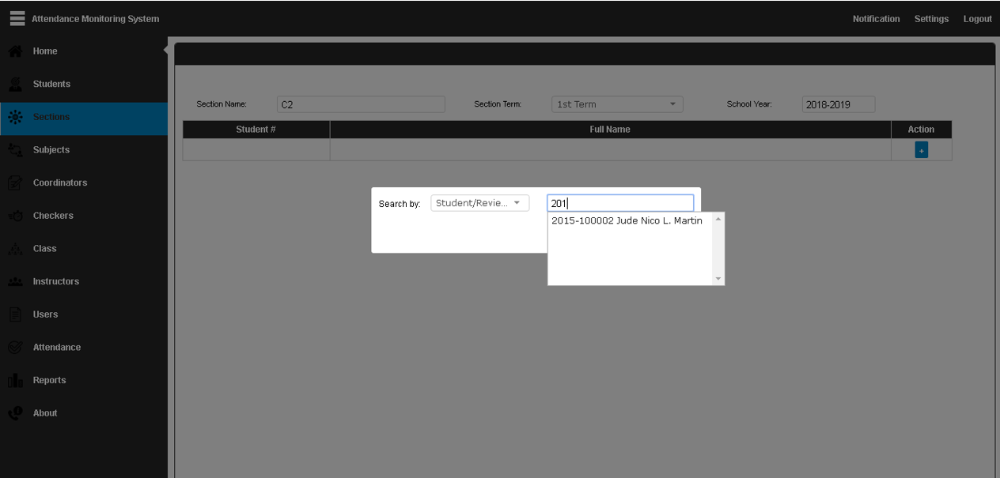 Attendance Monitoring System
Notification Settings Logout
Home
Students
Sections
Subjects
Coordinators
Checkers
Class
Instructors
Users
Attendance
Reports
About
Section Name: C2 Section Term: 1st Term School Year: 2018-2019
Student # Full Name Action
+
Search by: Student/Revie... 201
2015-100002 Jude Nico L. Martin